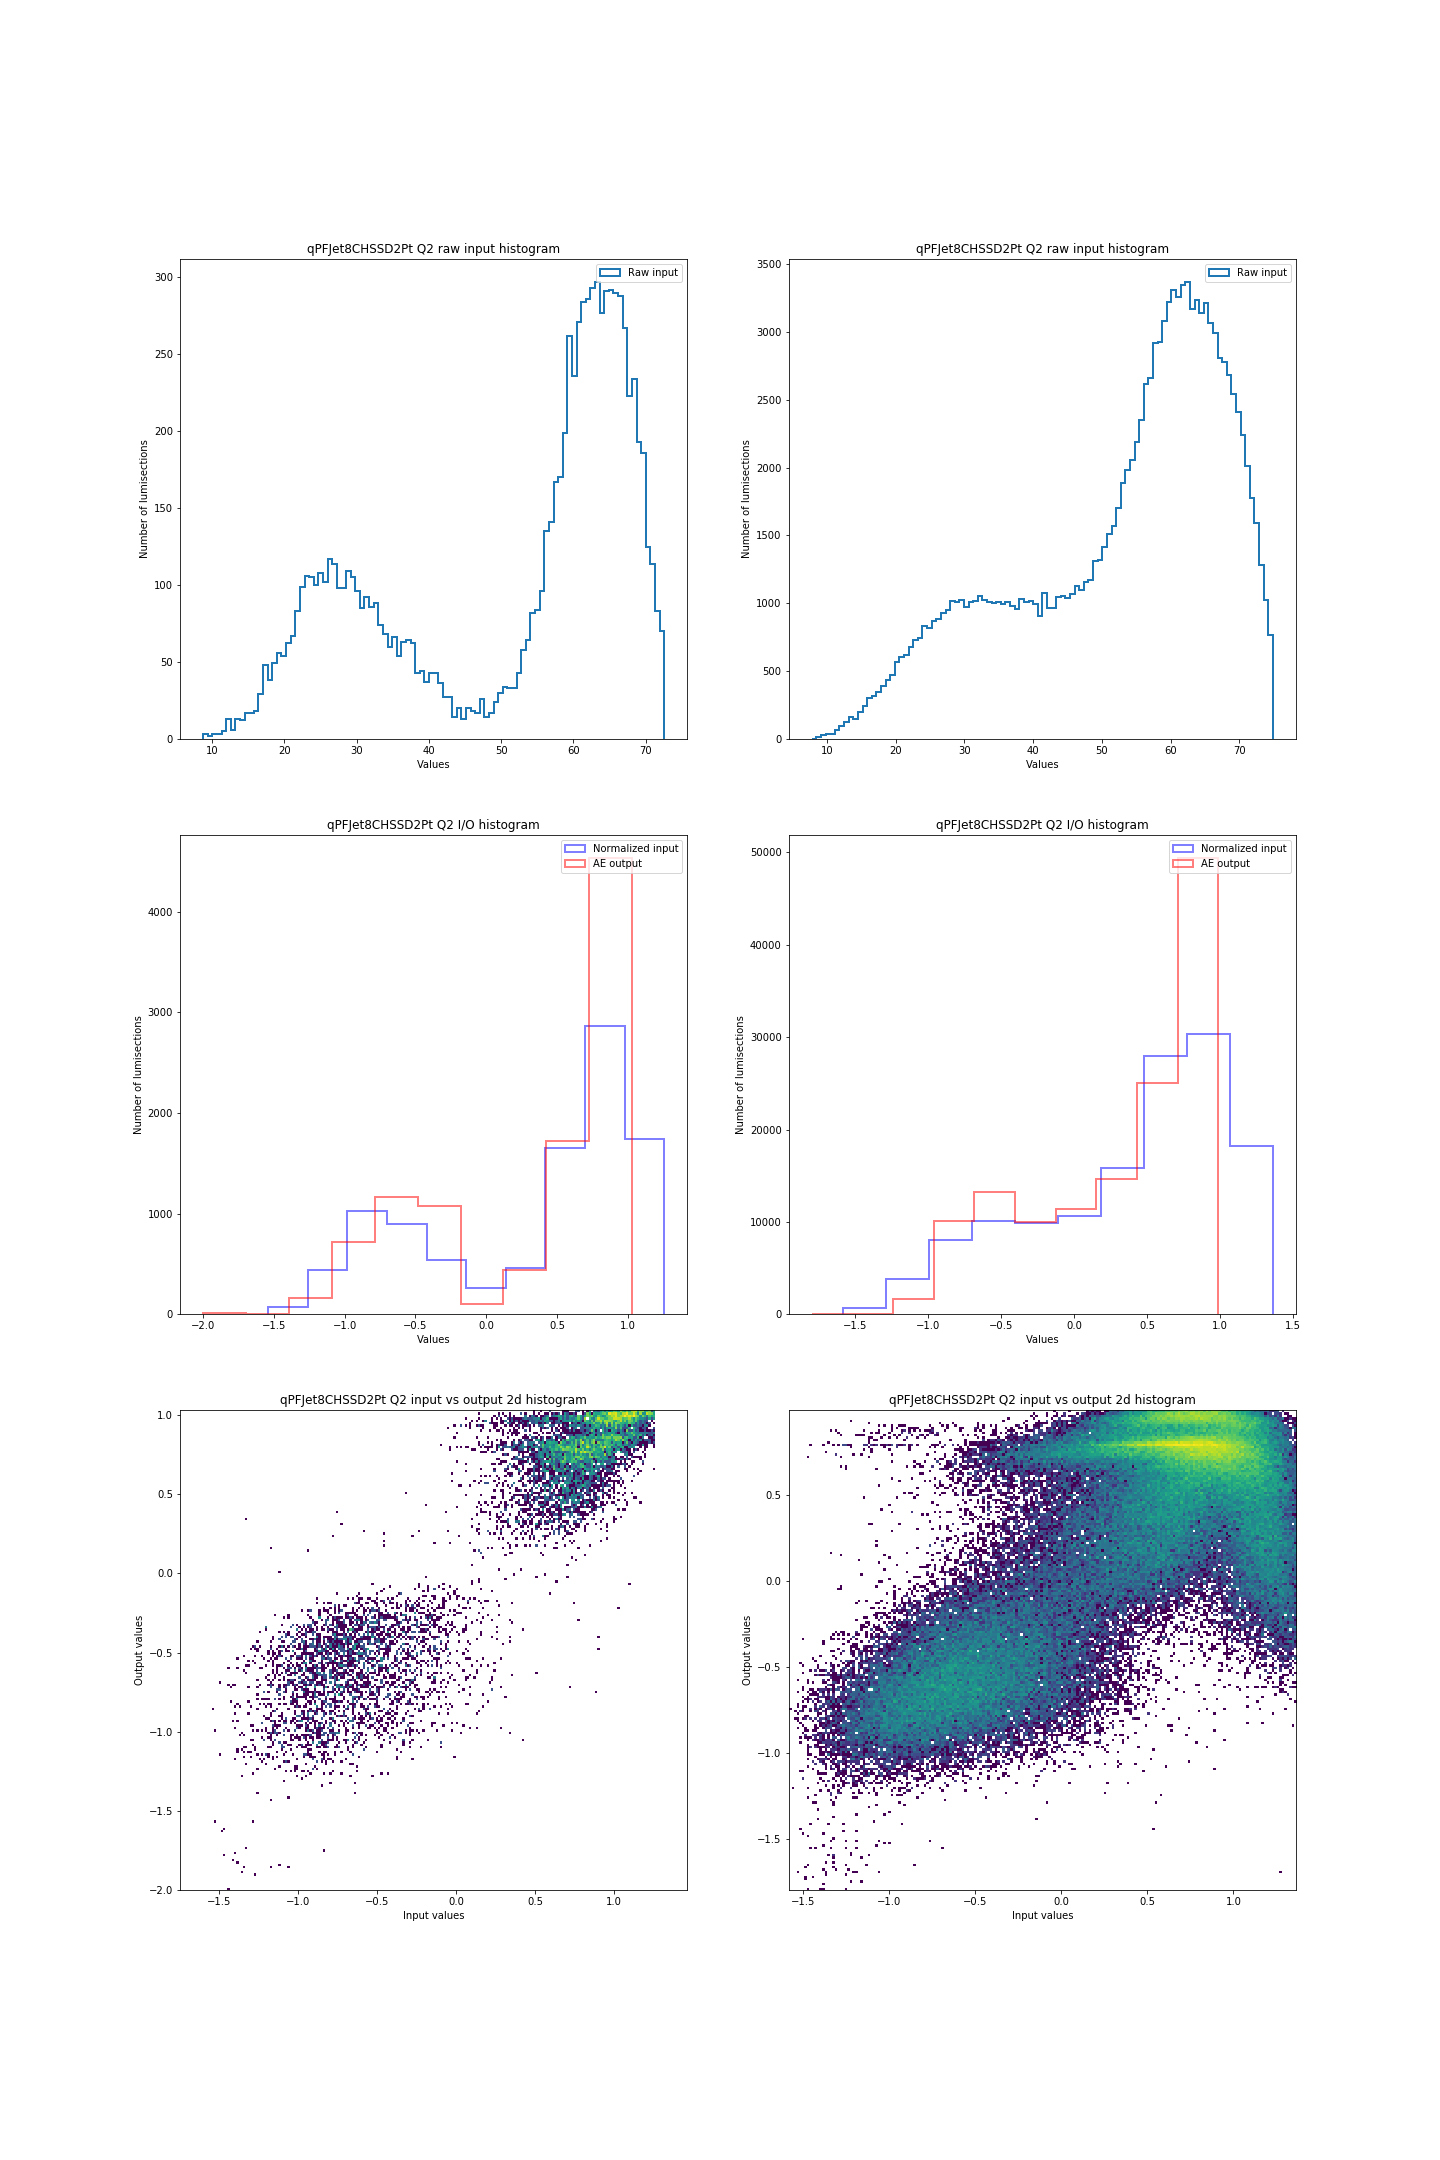 qPFJet8CHSSD2Pt Q2 raw input histogram
Raw input
Number of lumisections
300
250
200
150
100
50
0
10 20 30 40 50 60 70
Values
qPFJet8CHSSD2Pt Q2 raw input histogram
Raw input
Number of lumisections
3500
3000
2500
2000
1500
1000
500
0
10 20 30 40 50 60 70
Values
qPFJet8CHSSD2Pt Q2 I/O histogram
Normalized input
AE output
Number of lumisections
4000
3000
2000
1000
0
−2.0 −1.5 −1.0 −0.5 0.0 0.5 1.0
Values
qPFJet8CHSSD2Pt Q2 I/O histogram
Normalized input
AE output
Number of lumisections
50000
40000
30000
20000
10000
0
−1.5 −1.0 −0.5 0.0 0.5 1.0 1.5
Values
qPFJet8CHSSD2Pt Q2 input vs output 2d histogram
Output values
1.0
0.5
0.0
−0.5
−1.0
−1.5
−2.0
−1.5 −1.0 −0.5 0.0 0.5 1.0
Input values
qPFJet8CHSSD2Pt Q2 input vs output 2d histogram
Output values
0.5
0.0
−0.5
−1.0
−1.5
−1.5 −1.0 −0.5 0.0 0.5 1.0
Input values